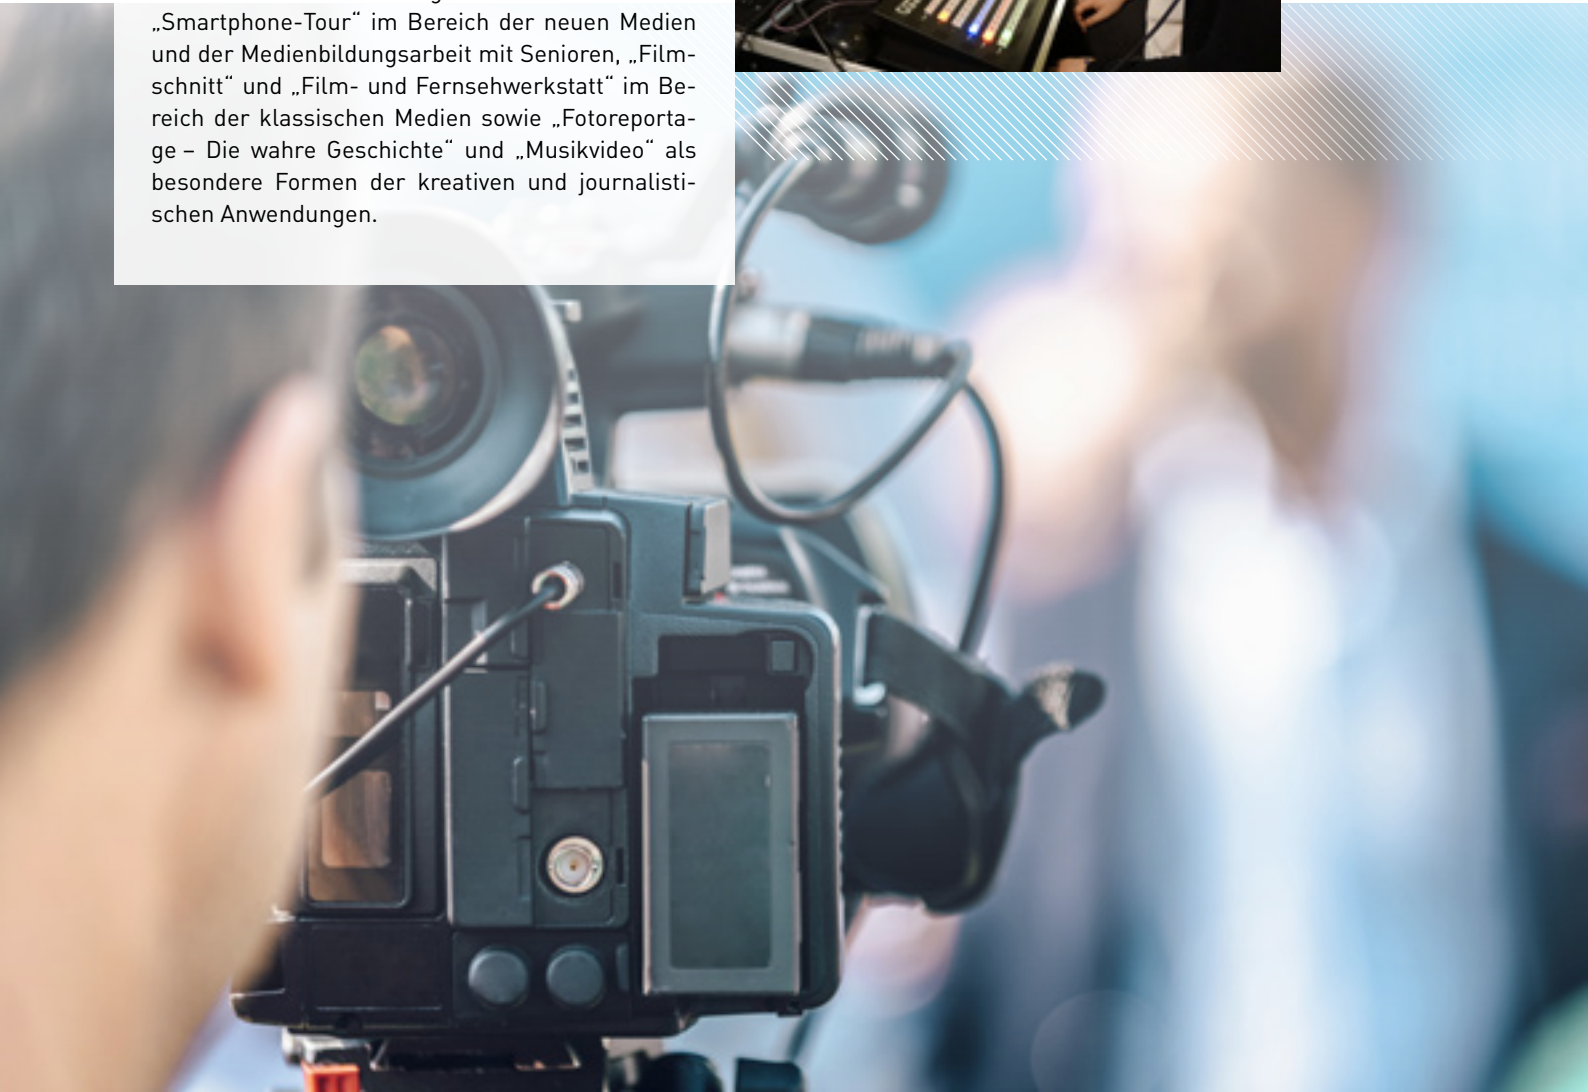 „Smartphone-Tour“ im Bereich der neuen Medien
und der Medienbildungsarbeit mit Senioren, „Film-
schnitt“ und „Film- und Fernsehwerkstatt“ im Be-
reich der klassischen Medien sowie „Fotoreporta-
ge – Die wahre Geschichte“ und „Musikvideo“ als
besondere Formen der kreativen und journalisti-
schen Anwendungen.